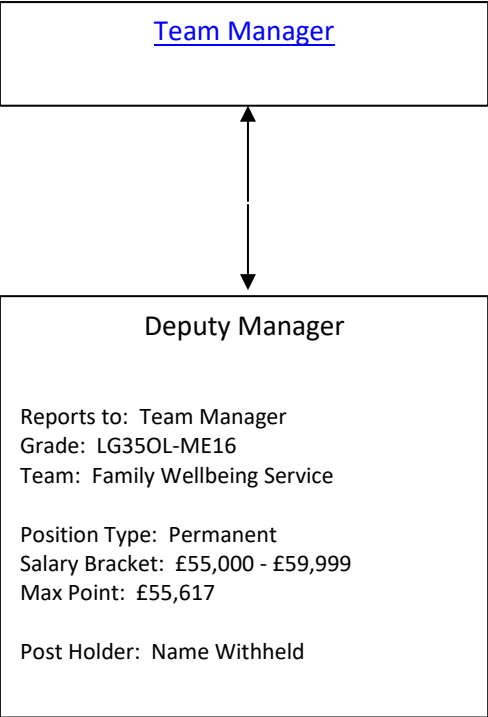 Team Manager
Deputy Manager
Reports to: Team Manager
Grade: LG35OL-ME16
Team: Family Wellbeing Service
Position Type: Permanent
Salary Bracket: £55,000 - £59,999
Max Point: £55,617
Post Holder: Name Withheld